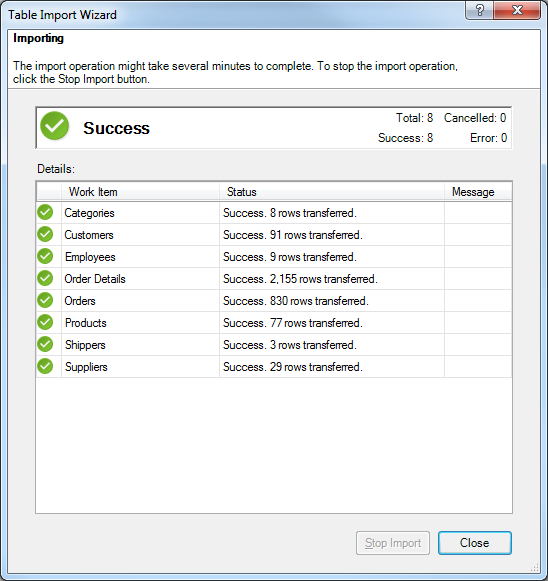 Table Import Wizard
Importing
The import operation might take several minutes to complete. To stop the import operation,
click the Stop Import button.
Success
Total: 8 Cancelled: 0
Success: 8 Error: 0
Details:
Work Item Status Message
Categories Success. 8 rows transferred.
Customers Success. 91 rows transferred.
Employees Success. 9 rows transferred.
Order Details Success. 2,155 rows transferred.
Orders Success. 830 rows transferred.
Products Success. 77 rows transferred.
Shippers Success. 3 rows transferred.
Suppliers Success. 29 rows transferred.
Stop Import Close